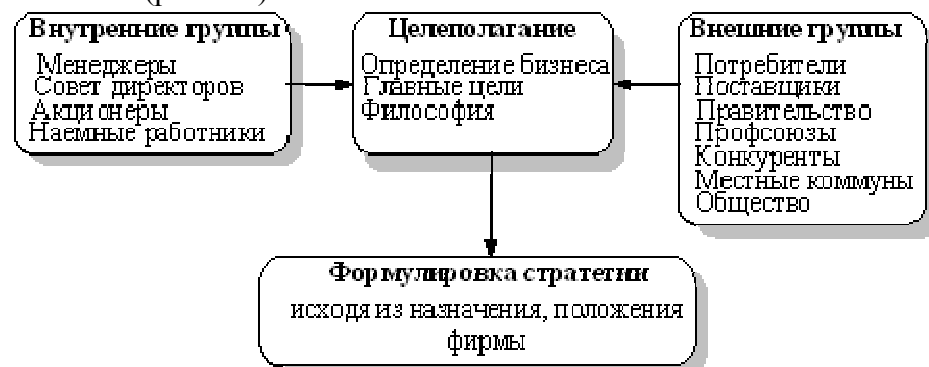 Внутренние группы
Менеджеры
Совет директоров
Акционеры
Наемные работники
Целеполагание
Определение бизнеса
Главные цели
Философия
Внешние группы
Потребители
Поставщики
Правительство
Профсоюзы
Конкуренты
Местные коммуны
Общество
Формулировка стратегии
исходя из назначения, положения
фирмы